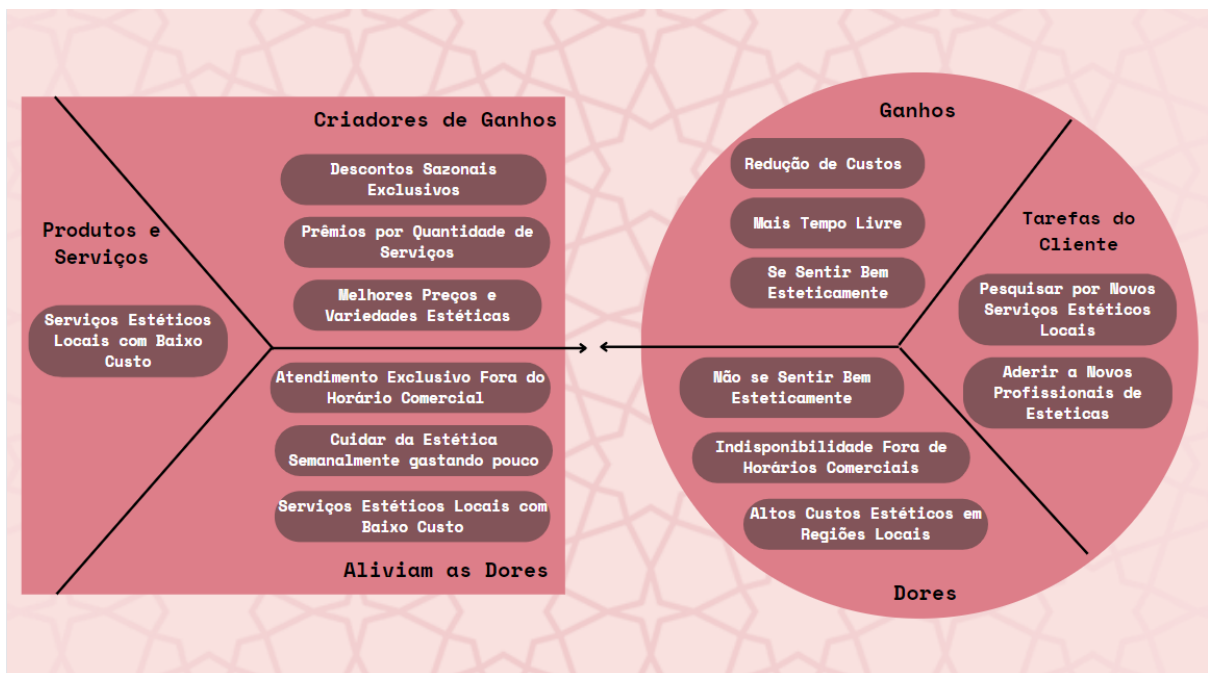 Criadores de Ganhos
Descontos Sazonais
Exclusivos
Prêmios por Quantidade de
Serviços
Melhores Preços e
Variedades Estéticas
Produtos e
Serviços
Serviços Estéticos
Locais com Baixo
Custo
Atendimento Exclusivo Fora do
Horário Comercial
Cuidar da Estética
Semanalmente gastando pouco
Serviços Estéticos Locais com
Baixo Custo
Aliviam as Dores
Ganhos
Redução de Custos
Mais Tempo Livre
Se Sentir Bem
Esteticamente
Tarefas do
Cliente
Pesquisar por Novos
Serviços Estéticos
Locais
Aderir a Novos
Profissionais de
Esteticas
Não se Sentir Bem
Esteticamente
Indisponibilidade Fora de
Horários Comerciais
Altos Custos Estéticos em
Regiões Locais
Dores